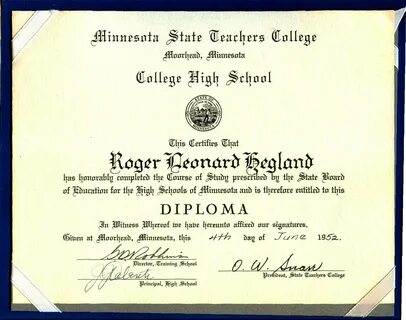 Minnesota State Teachers College
Moorhead, Minnesota
College High School
This Certifies That
Roger Leonard Hegland
has honorably completed the Course of Study prescribed by the State Board
of Education for the High Schools of Minnesota and is therefore entitled to this
DIPLOMA
In Witness Whereof we have hereunto affixed our signatures.
Given at Moorhead, Minnesota, this 4th day of June 1952.
Director, Training School
O. W. Snarr
President, State Teachers College
Principal, High School